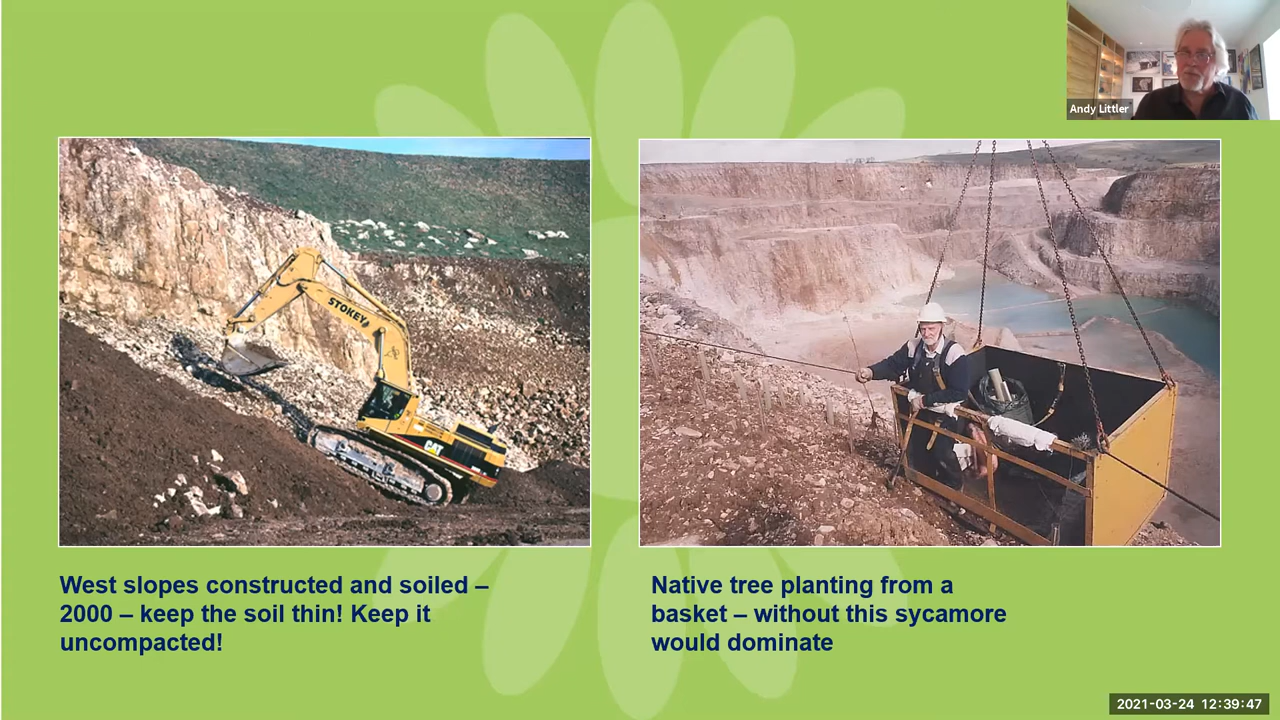 Andy Littler
STOKEY
CAT
West slopes constructed and soiled –
2000 – keep the soil thin! Keep it
uncompacted!
Native tree planting from a
basket – without this sycamore
would dominate
2021-03-24 12:39:47